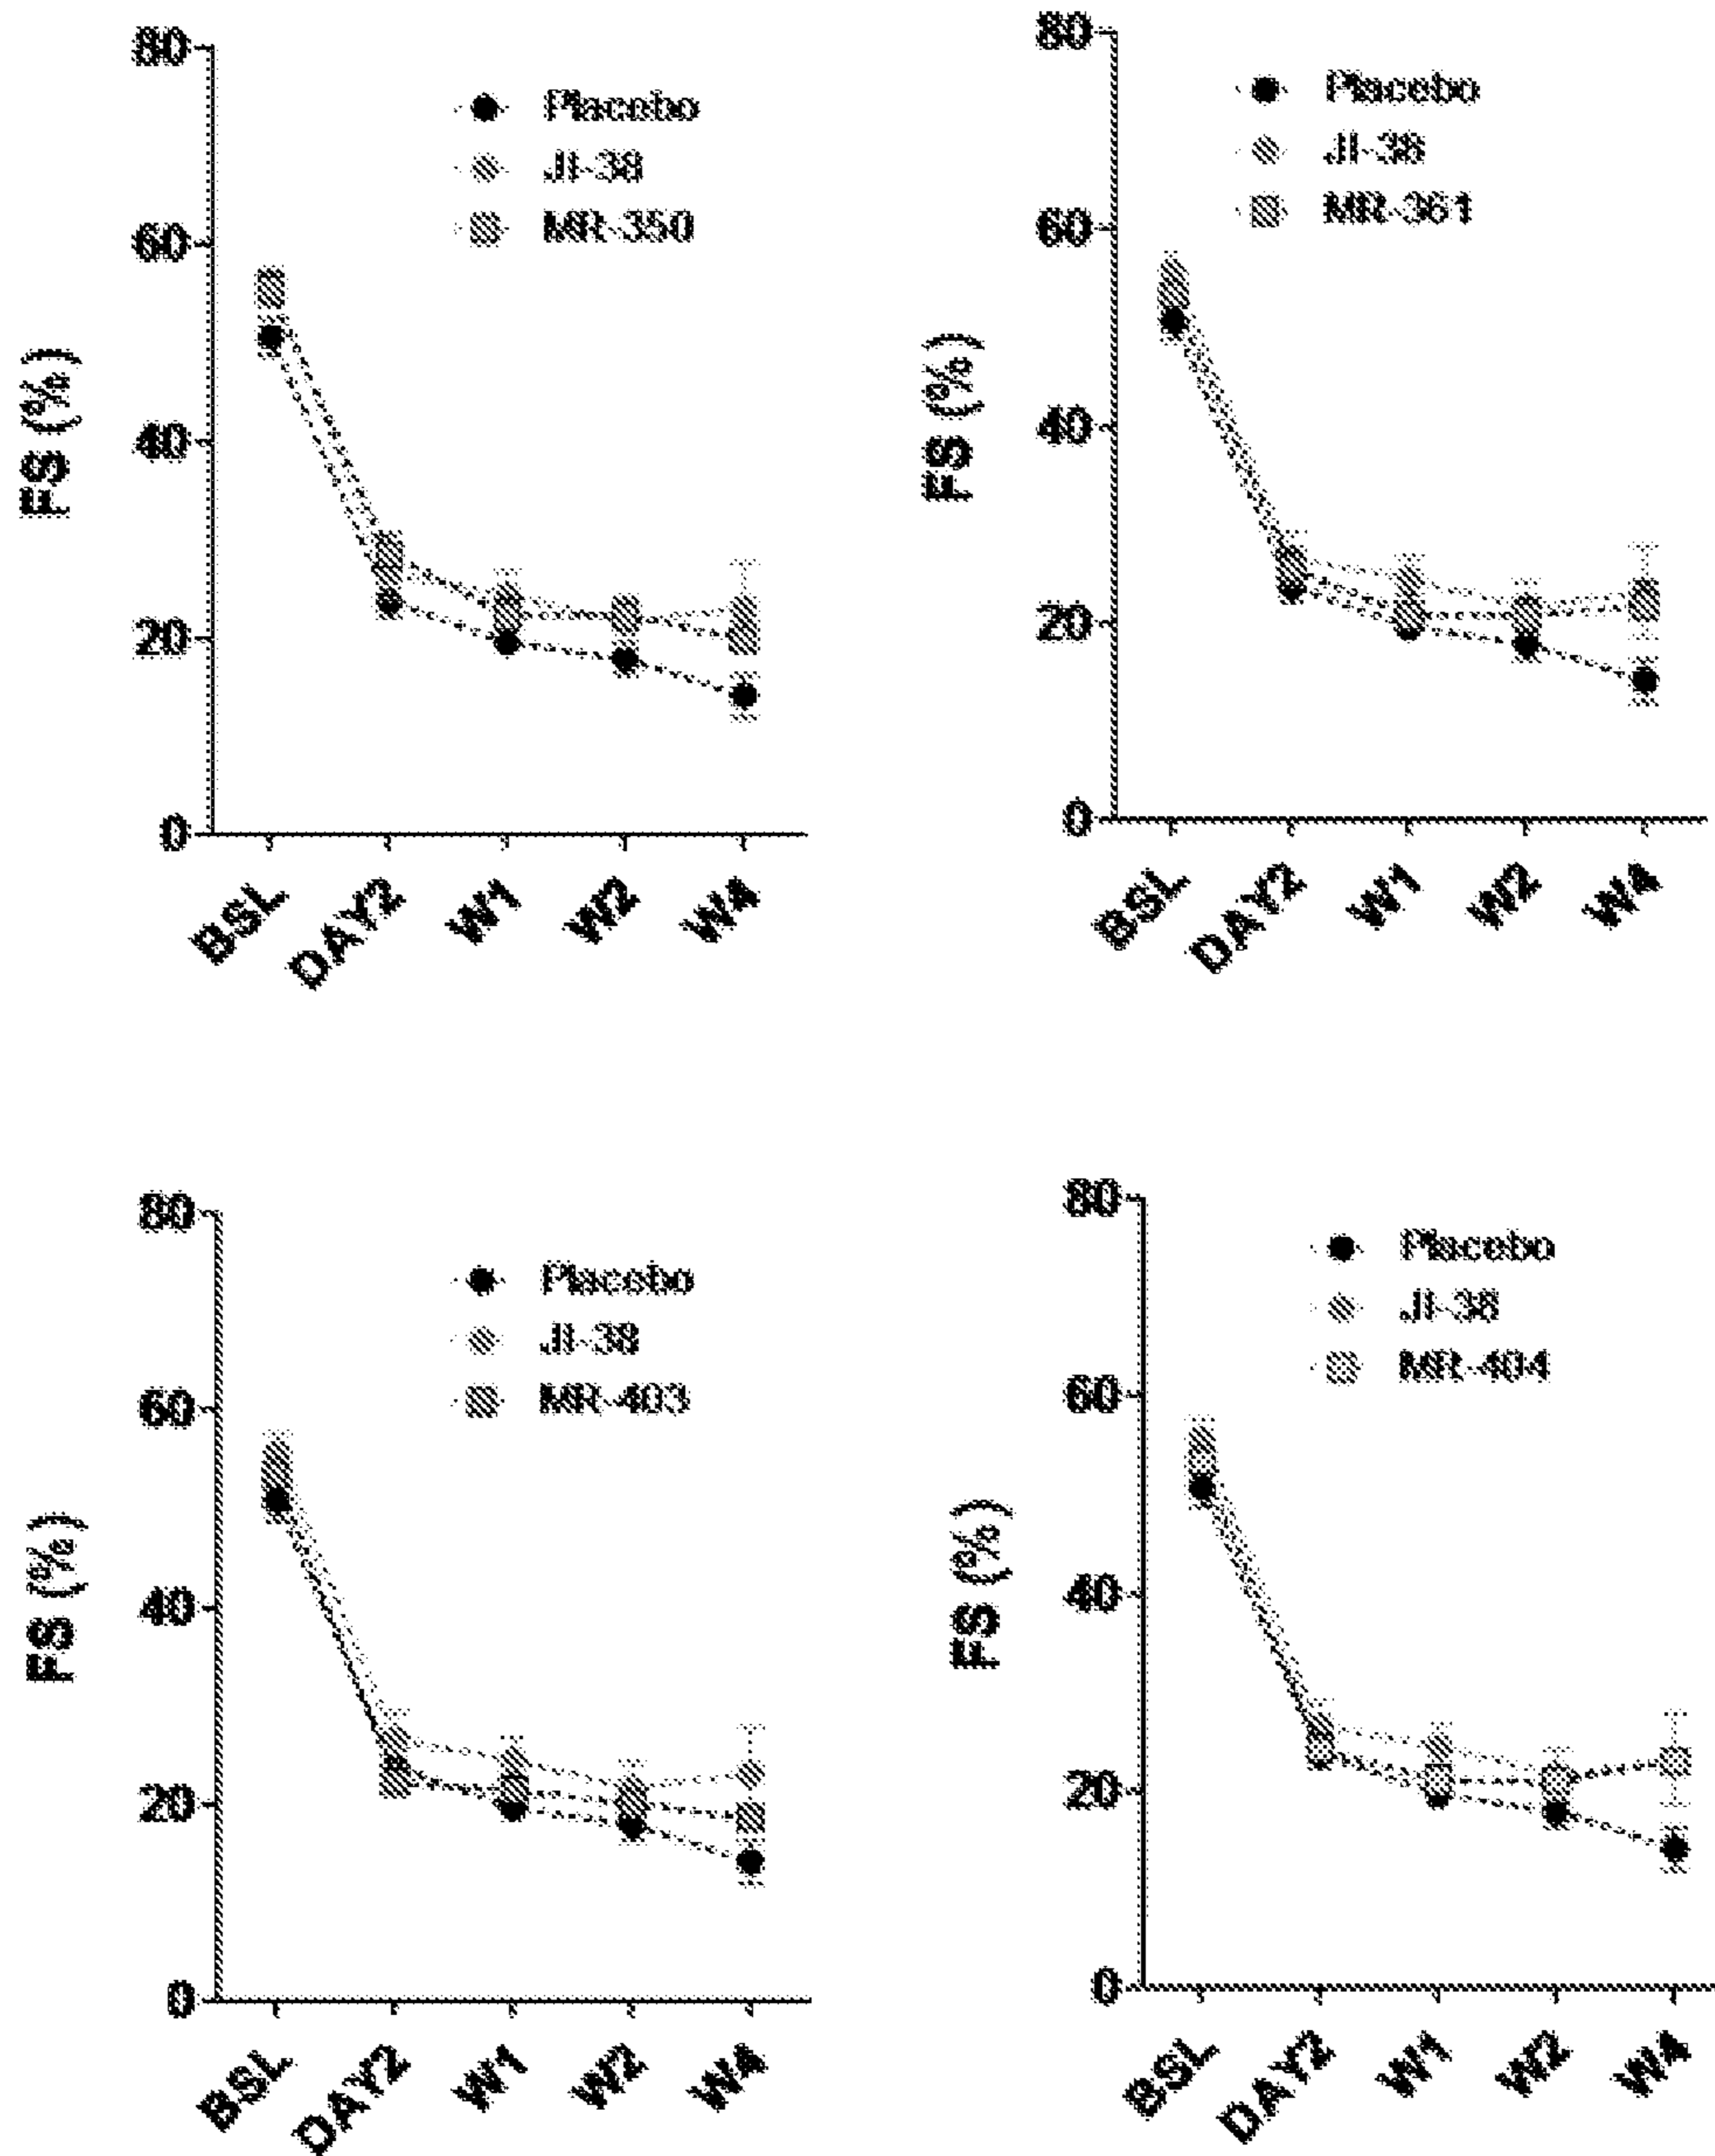 80
60
40
20
0
FS (%)
Placebo
JI-38
MR-350
BSL
DAY2
W1
W2
W4
80
60
40
20
0
FS (%)
Placebo
JI-38
MR-361
BSL
DAY2
W1
W2
W4
80
60
40
20
0
FS (%)
Placebo
JI-38
MR-403
BSL
DAY2
W1
W2
W4
80
60
40
20
0
FS (%)
Placebo
JI-38
MR-404
BSL
DAY2
W1
W2
W4